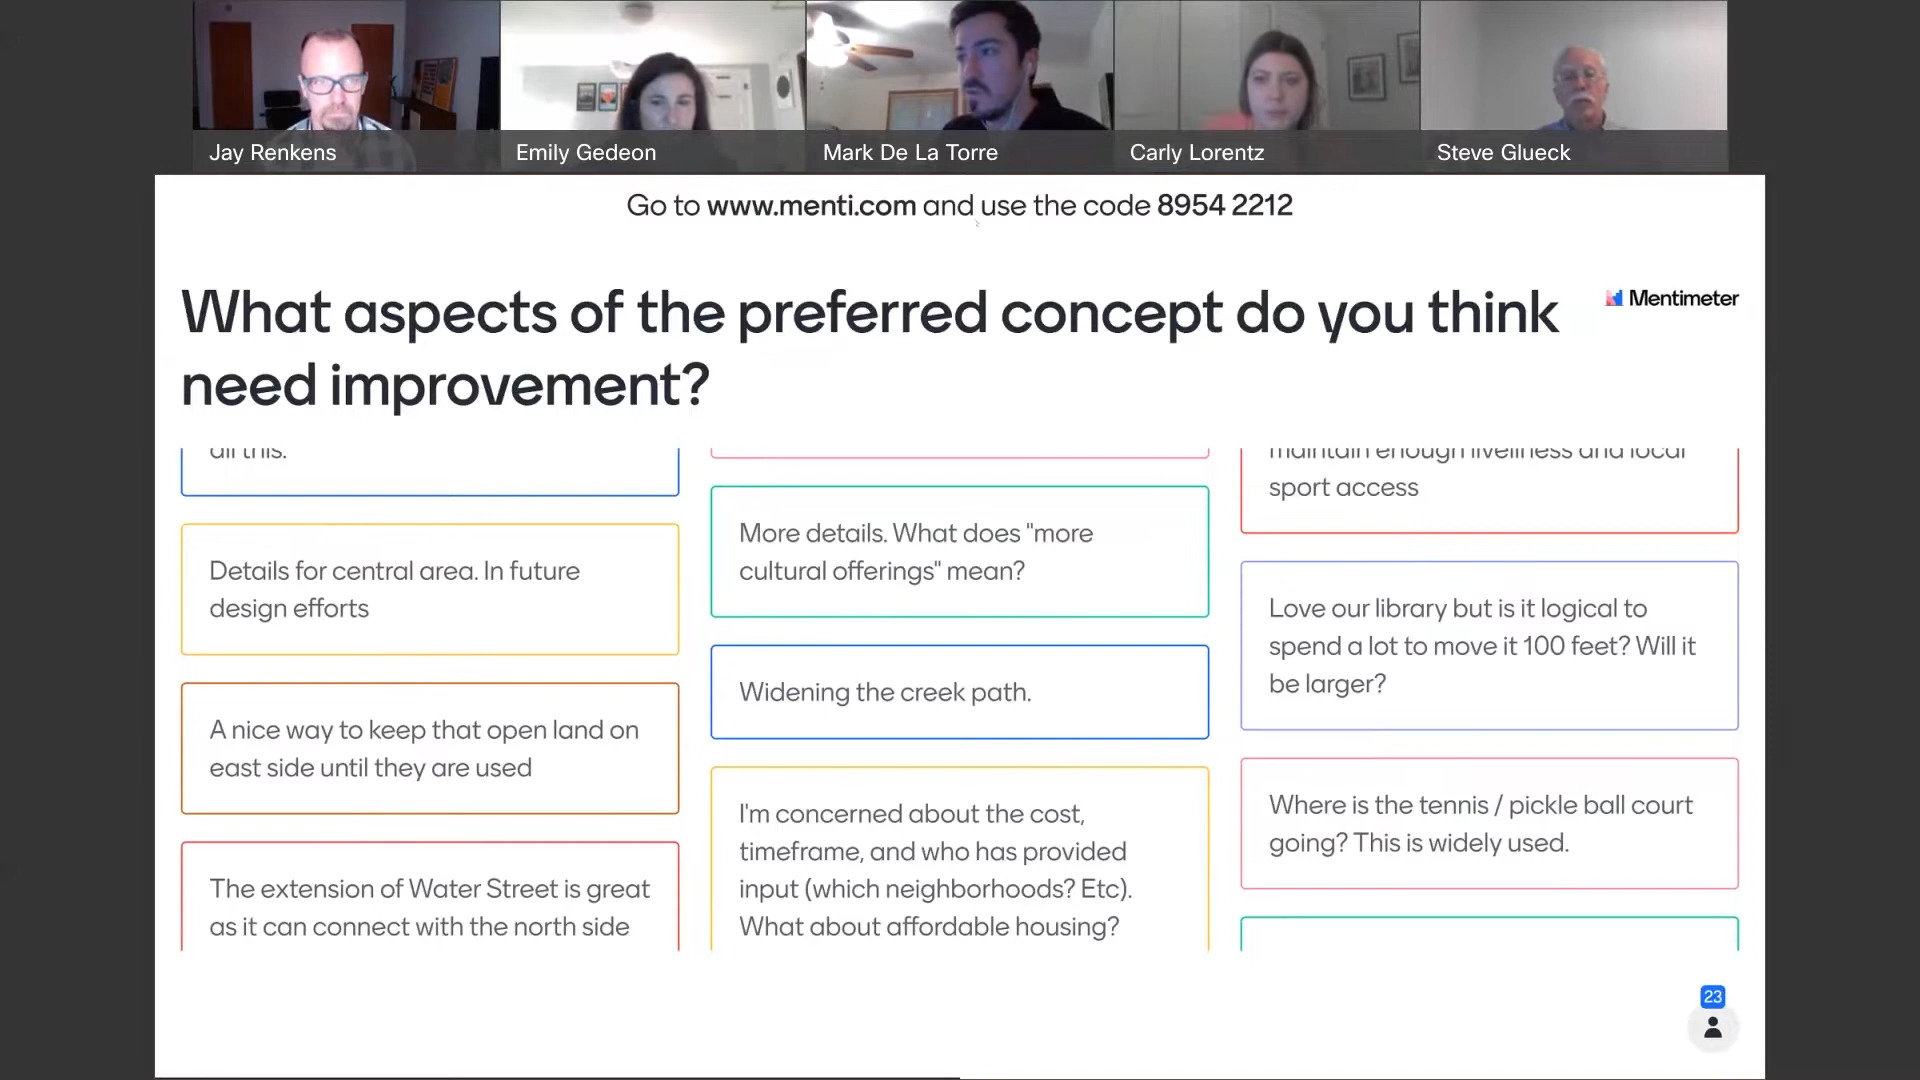 Jay Renkens
Emily Gedeon
Mark De La Torre
Carly Lorentz
Steve Glueck
Go to www.menti.com and use the code 8954 2212
What aspects of the preferred concept do you think
need improvement?
Mentimeter
all this.
Details for central area. In future
design efforts
A nice way to keep that open land on
east side until they are used
The extension of Water Street is great
as it can connect with the north side
More details. What does "more
cultural offerings" mean?
Widening the creek path.
I'm concerned about the cost,
timeframe, and who has provided
input (which neighborhoods? Etc).
What about affordable housing?
maintain enough liveliness and local
sport access
Love our library but is it logical to
spend a lot to move it 100 feet? Will it
be larger?
Where is the tennis / pickle ball court
going? This is widely used.
23